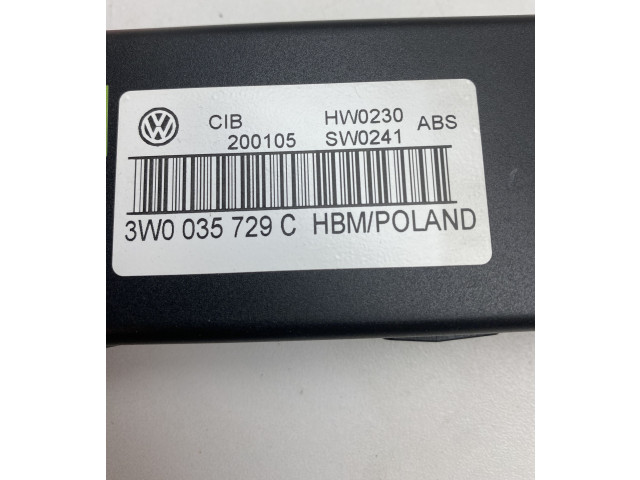 CIB HW0230 ABS
200105 SW0241
3W0 035 729 C HBM/POLAND